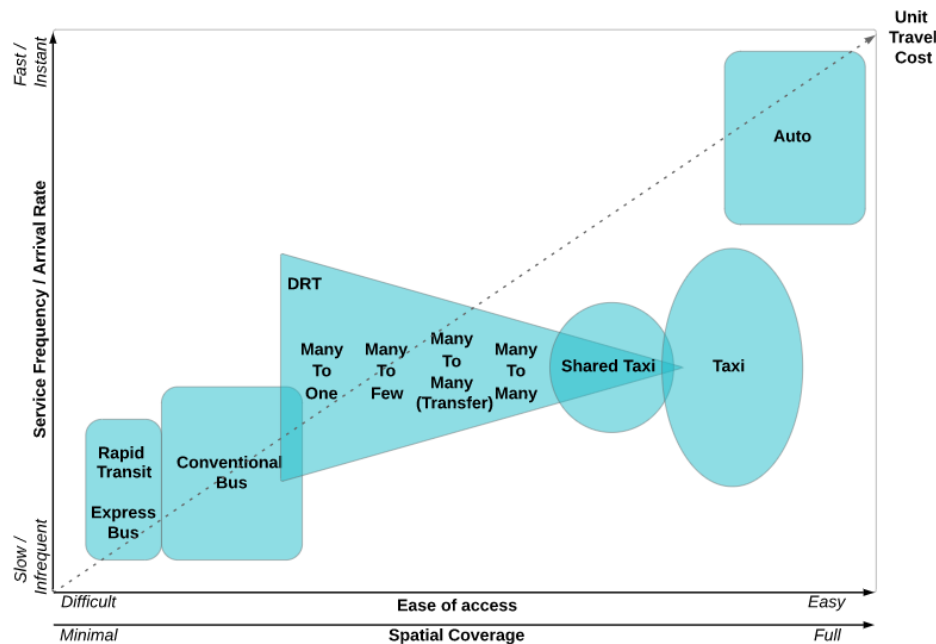 Unit
Travel
Cost
Fast /
Instant
Service Frequency / Arrival Rate
Slow /
Infrequent
Auto
DRT
Many
To
One
Many
To
Few
Many
To
Many
(Transfer)
Many
To
Many
Shared Taxi
Taxi
Rapid
Transit
Express
Bus
Conventional
Bus
Difficult
Ease of access
Easy
Minimal
Spatial Coverage
Full